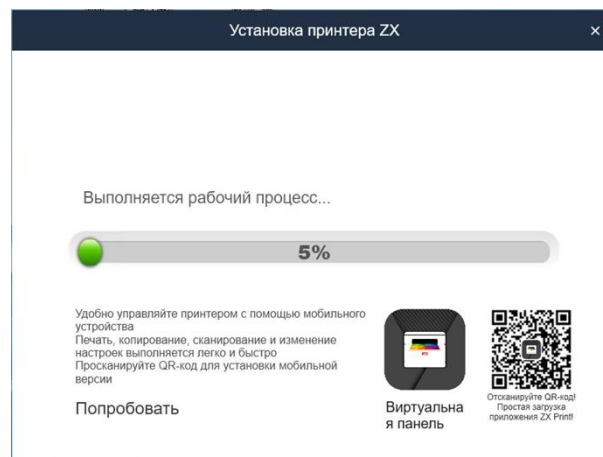 Установка принтера ZX
×
Выполняется рабочий процесс...
5%
Удобно управляйте принтером с помощью мобильного
устройства
Печать, копирование, сканирование и изменение
настроек выполняется легко и быстро
Просканируйте QR-код для установки мобильной
версии
Попробовать
Виртуальна
я панель
Отсканируйте QR-код!
Простая загрузка
приложения ZX Print!